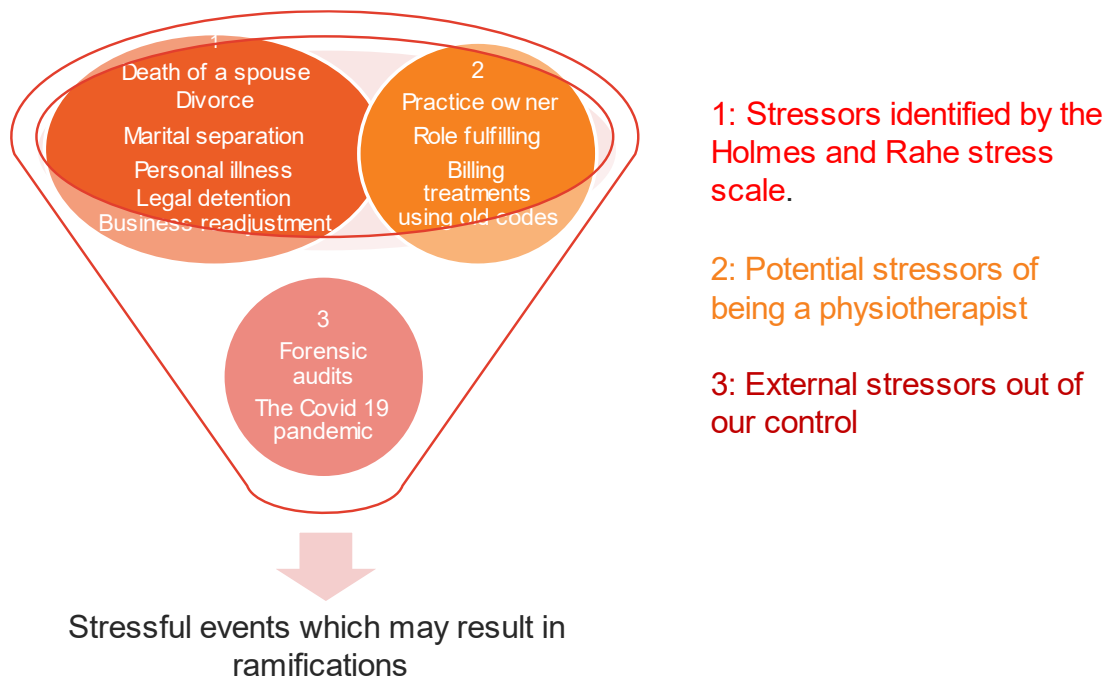 1
Death of a spouse
Divorce
Marital separation
Personal illness
Legal detention
Business readjustment
2
Practice owner
Role fulfilling
Billing
treatments
using old codes
3
Forensic
audits
The Covid 19
pandemic
Stressful events which may result in
ramifications
1: Stressors identified by the
Holmes and Rahe stress
scale.
2: Potential stressors of
being a physiotherapist
3: External stressors out of
our control